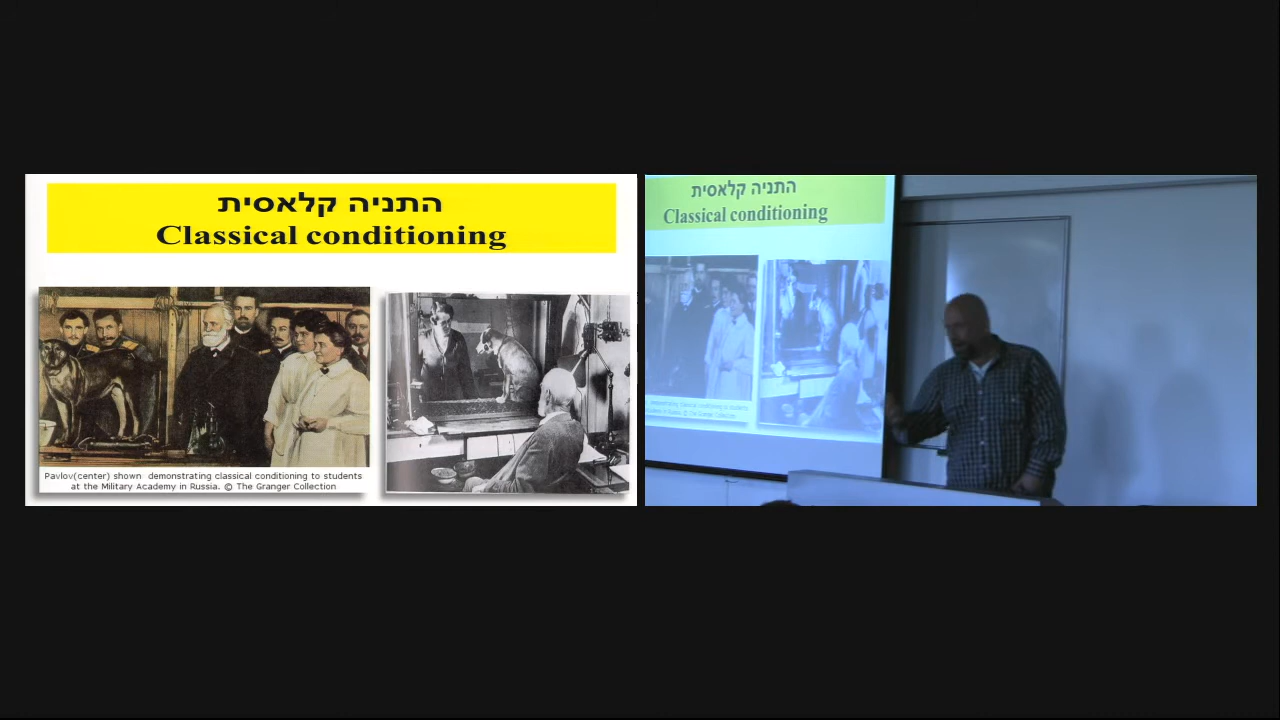 התניה קלאסית
Classical conditioning
Pavlov(center) shown demonstrating classical conditioning to students
at the Military Academy in Russia. © The Granger Collection
התניה קלאסית
Classical conditioning